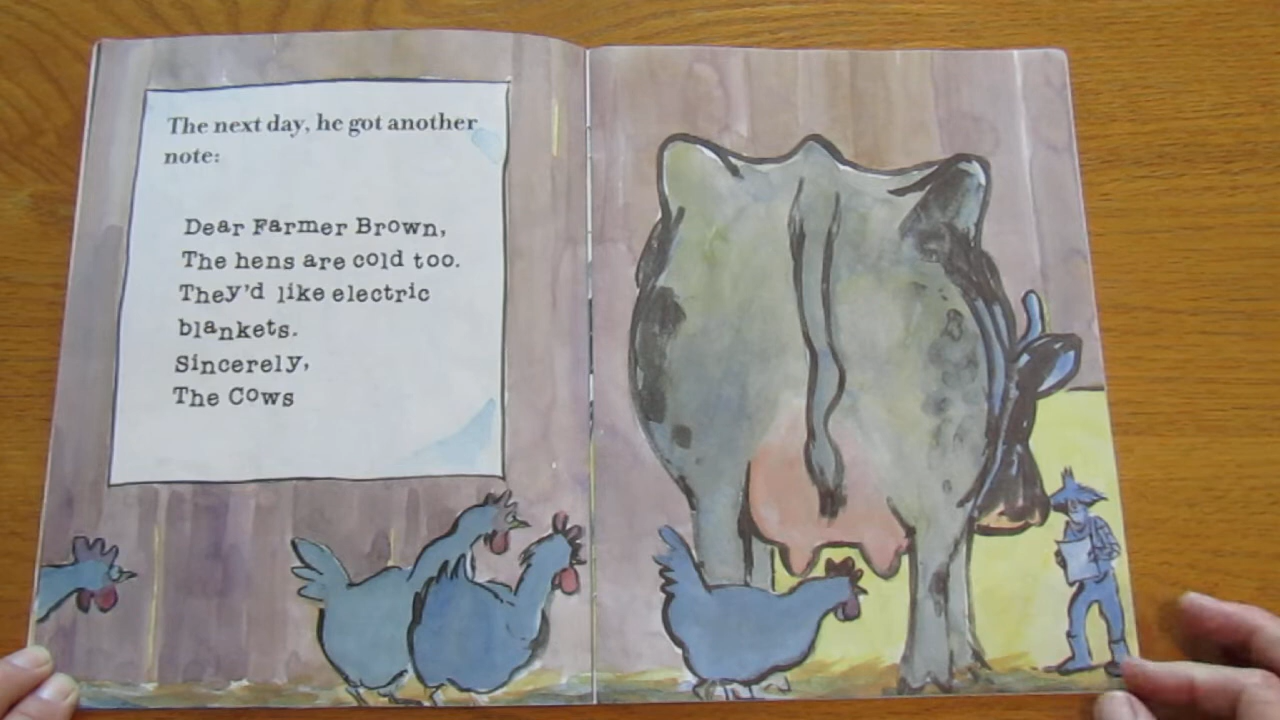 The next day, he got another
note:
Dear Farmer Brown,
The hens are cold too.
They'd like electric
blankets.
Sincerely,
The Cows